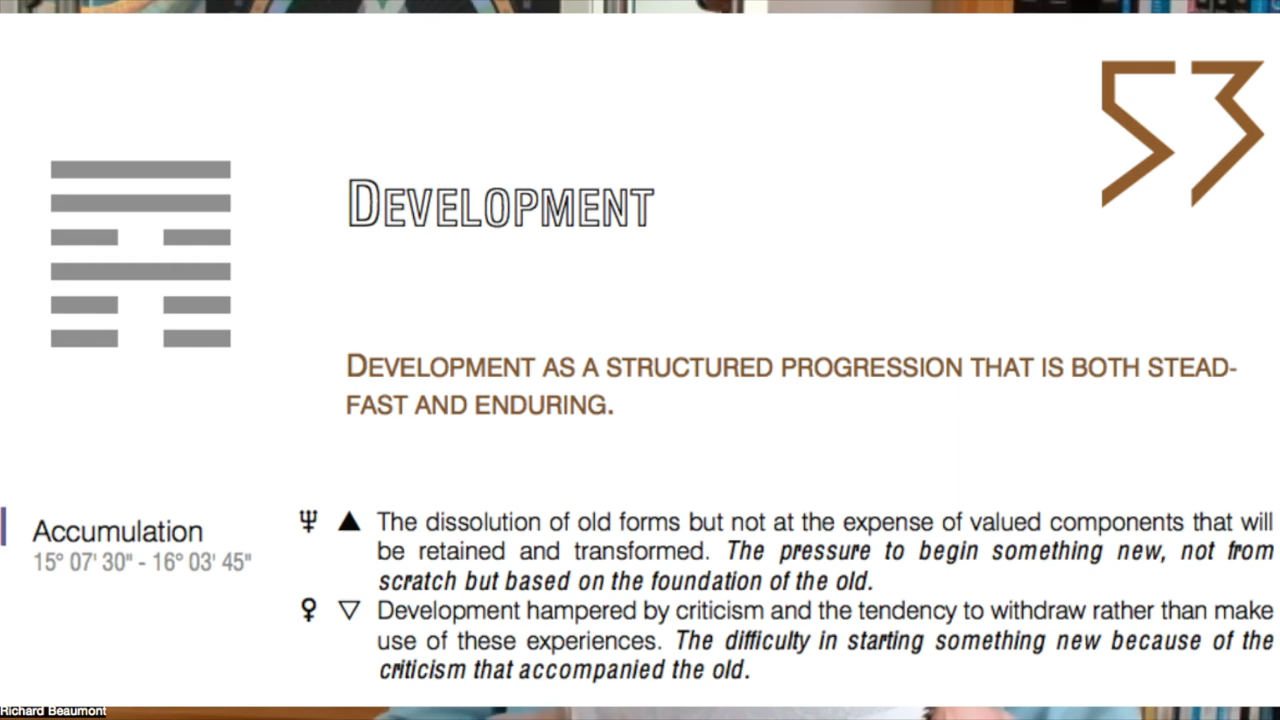 53
DEVELOPMENT
DEVELOPMENT AS A STRUCTURED PROGRESSION THAT IS BOTH STEAD-
FAST AND ENDURING.
Accumulation
15° 07' 30" - 16° 03' 45"
♆ ▲ The dissolution of old forms but not at the expense of valued components that will
be retained and transformed. The pressure to begin something new, not from
scratch but based on the foundation of the old.
♀ ▽ Development hampered by criticism and the tendency to withdraw rather than make
use of these experiences. The difficulty in starting something new because of the
criticism that accompanied the old.
Richard Beaumont